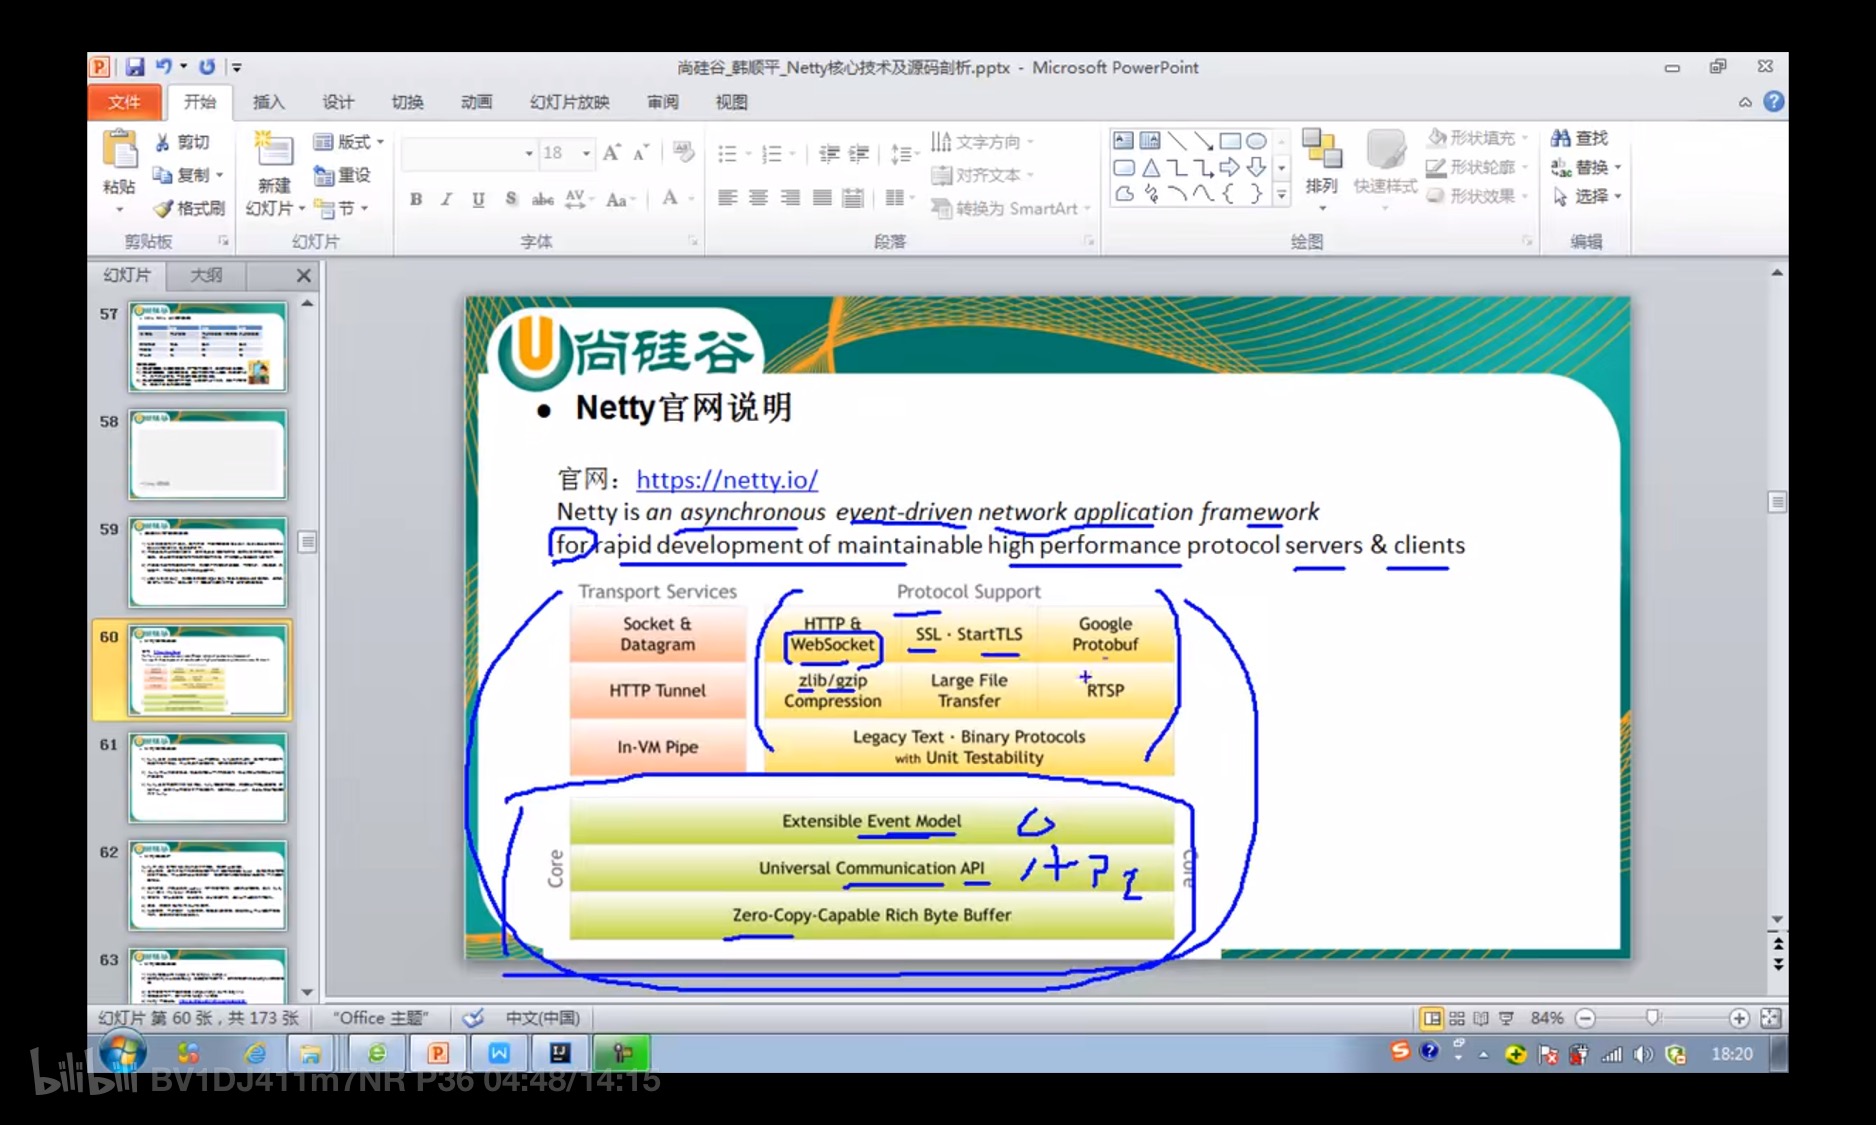 尚硅谷_韩顺平_Netty核心技术及源码剖析.pptx - Microsoft PowerPoint
文件 开始 插入 设计 切换 动画 幻灯片放映 审阅 视图
粘贴 剪切 复制 格式刷
剪贴板
新建幻灯片 版式 重设 节
幻灯片
18
B I U S abc AV Aa A
字体
文字方向 对齐文本 转换为 SmartArt
段落
排列 快速样式 形状填充 形状轮廓 形状效果
绘图
查找 替换 选择
编辑
幻灯片 大纲
57
58
59
60
61
62
63
尚硅谷
• Netty官网说明
官网：https://netty.io/
Netty is an asynchronous event-driven network application framework
for rapid development of maintainable high performance protocol servers & clients
Transport Services
Socket &
Datagram
HTTP Tunnel
In-VM Pipe
Protocol Support
HTTP &
WebSocket
SSL · StartTLS
Google
Protobuf
zlib/gzip
Compression
Large File
Transfer
RTSP
Legacy Text · Binary Protocols
with Unit Testability
Core
Extensible Event Model
Universal Communication API
Zero-Copy-Capable Rich Byte Buffer
Core
幻灯片 第 60 张，共 173 张 "Office 主题" 中文(中国) 84%
18:20
bilibili BV1DJ411m7NR P36 04:48/14:15